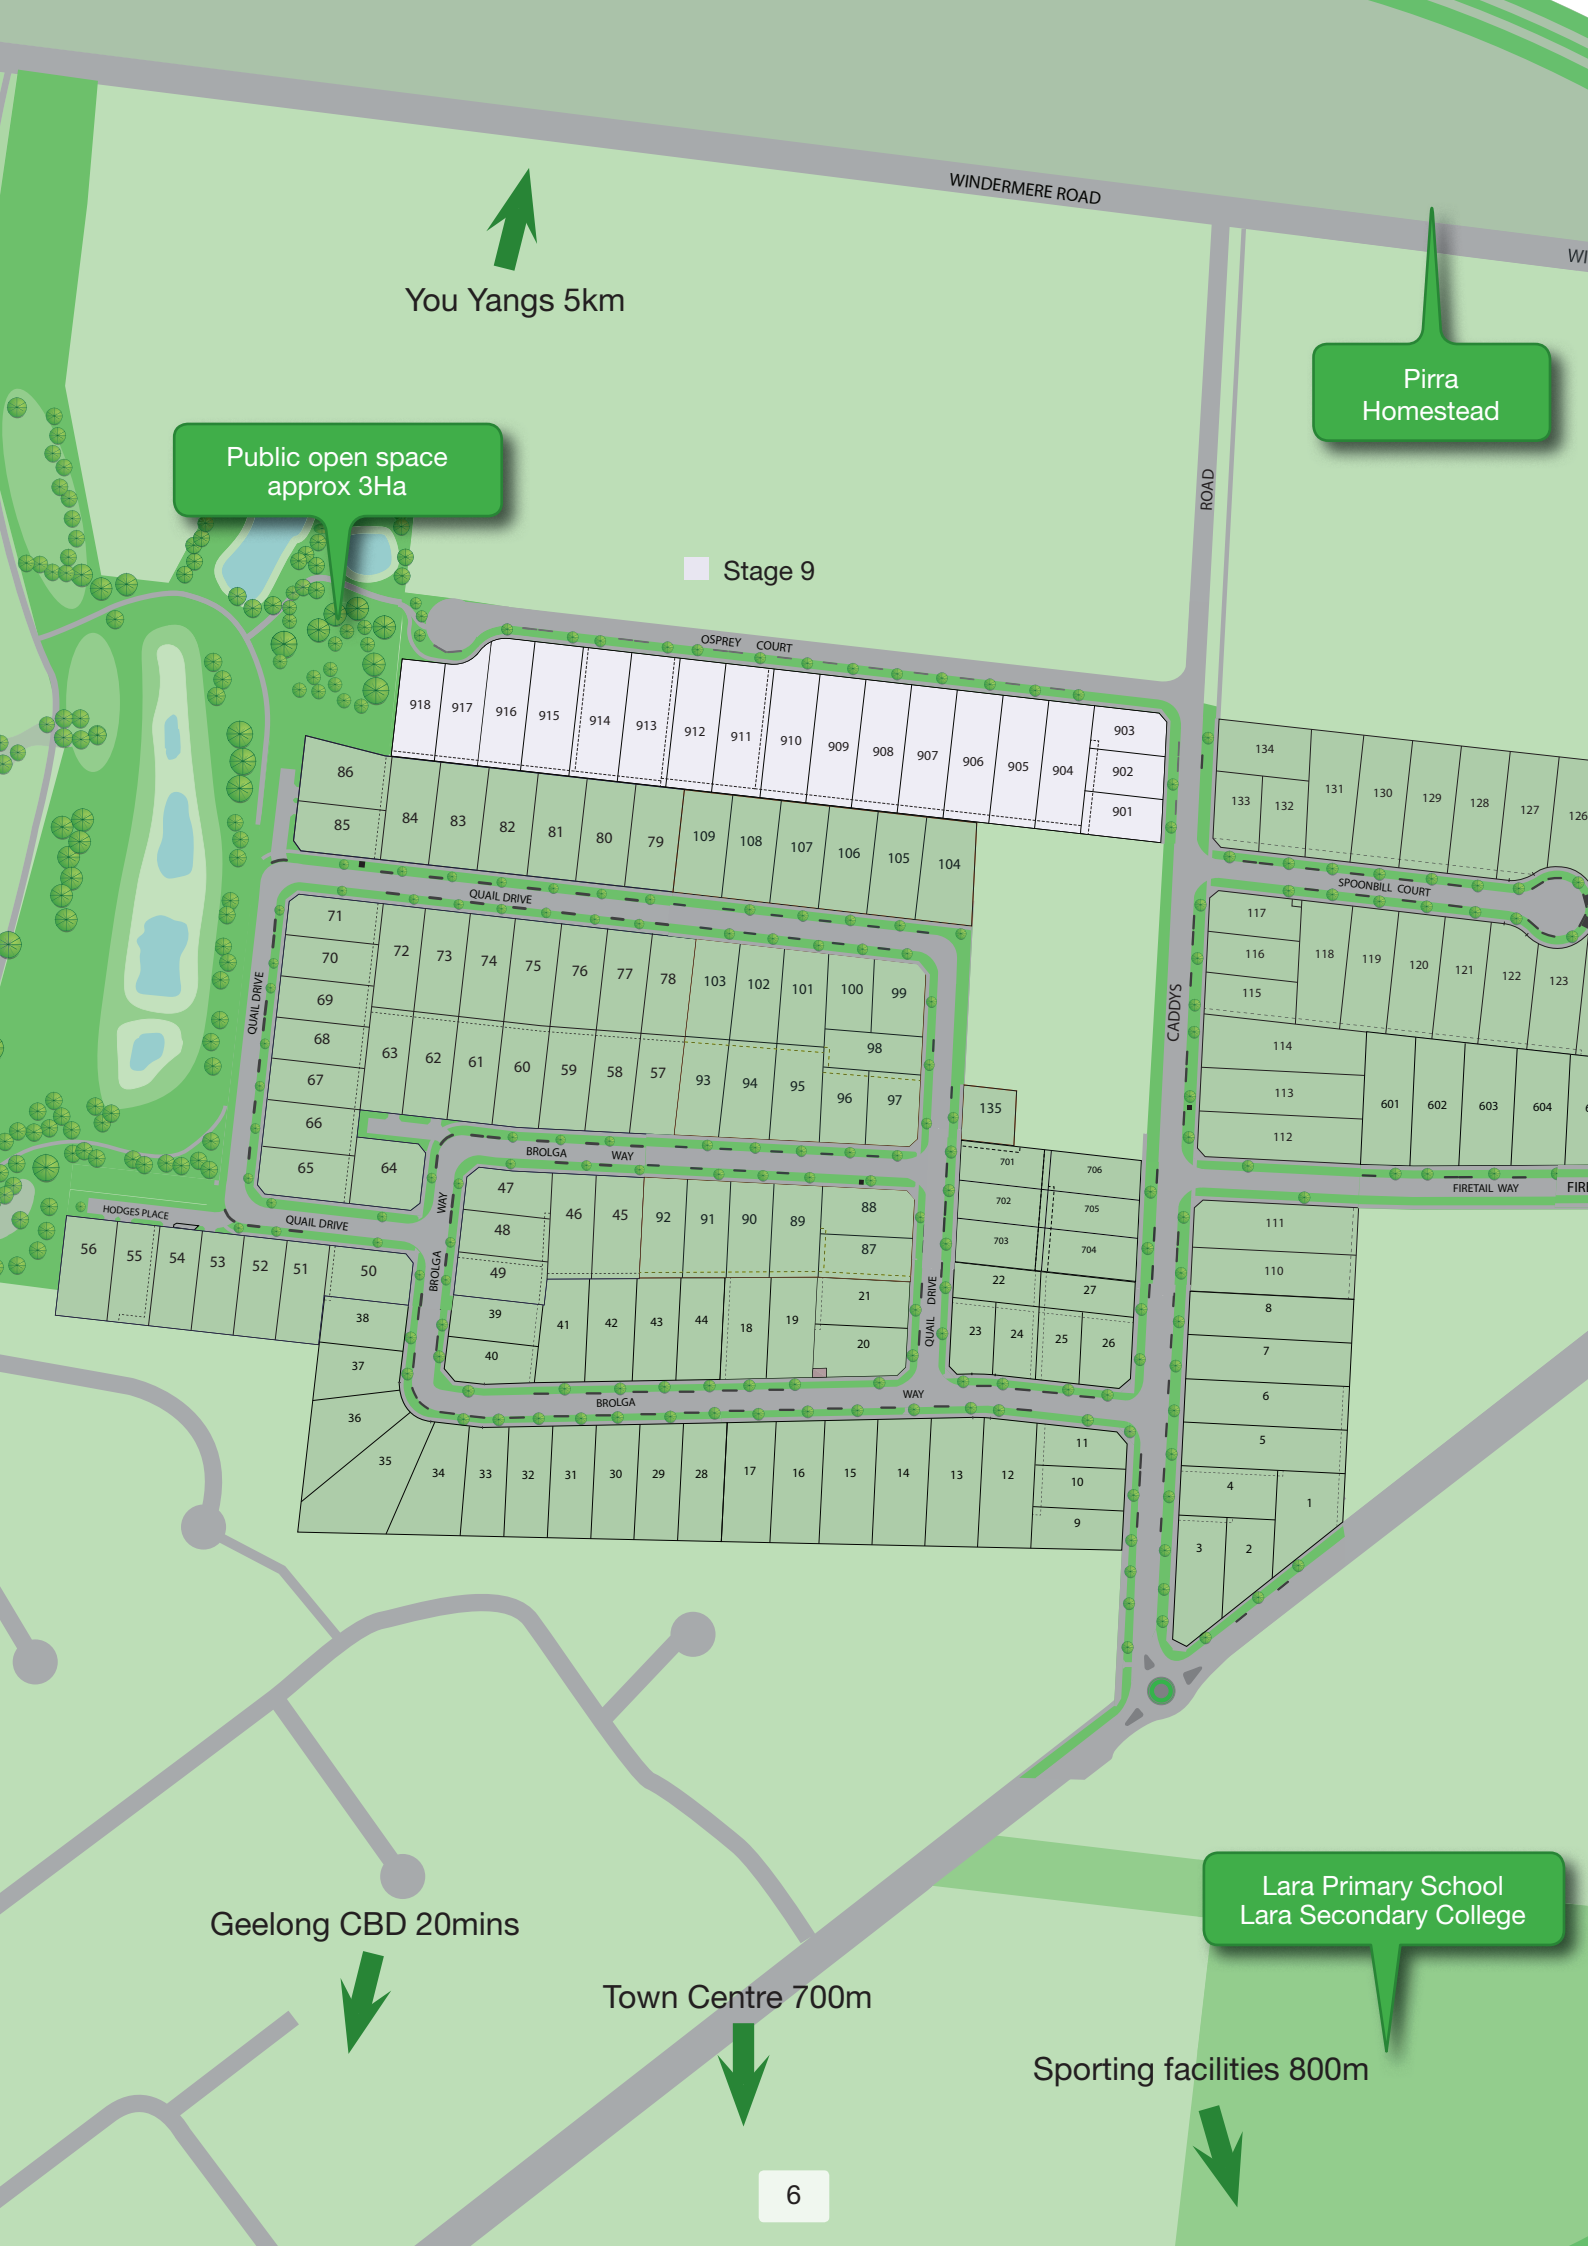 WINDERMERE ROAD
WI
You Yangs 5km
Pirra
Homestead
Public open space
approx 3Ha
ROAD
Stage 9
OSPREY COURT
918 917 916 915 914 913 912 911 910 909 908 907 906 905 904 903
902
901
134
133 132 131 130 129 128 127 126
86
85
84 83 82 81 80 79 109 108 107 106 105 104
SPOONBILL COURT
QUAIL DRIVE
71
70
69
68
67
66
65
64
72 73 74 75 76 77 78 103 102 101 100 99
98
63 62 61 60 59 58 57 93 94 95 96 97
QUAIL DRIVE
CADDYS
117
116
115
118 119 120 121 122 123
114
113
112
601 602 603 604 6
135
BROLGA WAY
701
702
703
706
705
704
FIRETAIL WAY
FIRE
HODGES PLACE
QUAIL DRIVE
WAY
BROLGA
47
48
49
39
40
46 45 92 91 90 89 88
87
21
20
41 42 43 44 18 19
QUAIL DRIVE
22
27
23 24 25 26
111
110
8
7
6
5
4
1
3 2
56 55 54 53 52 51 50
38
37
36
35
BROLGA WAY
34 33 32 31 30 29 28 17 16 15 14 13 12
11
10
9
Lara Primary School
Lara Secondary College
Geelong CBD 20mins
Town Centre 700m
Sporting facilities 800m
6